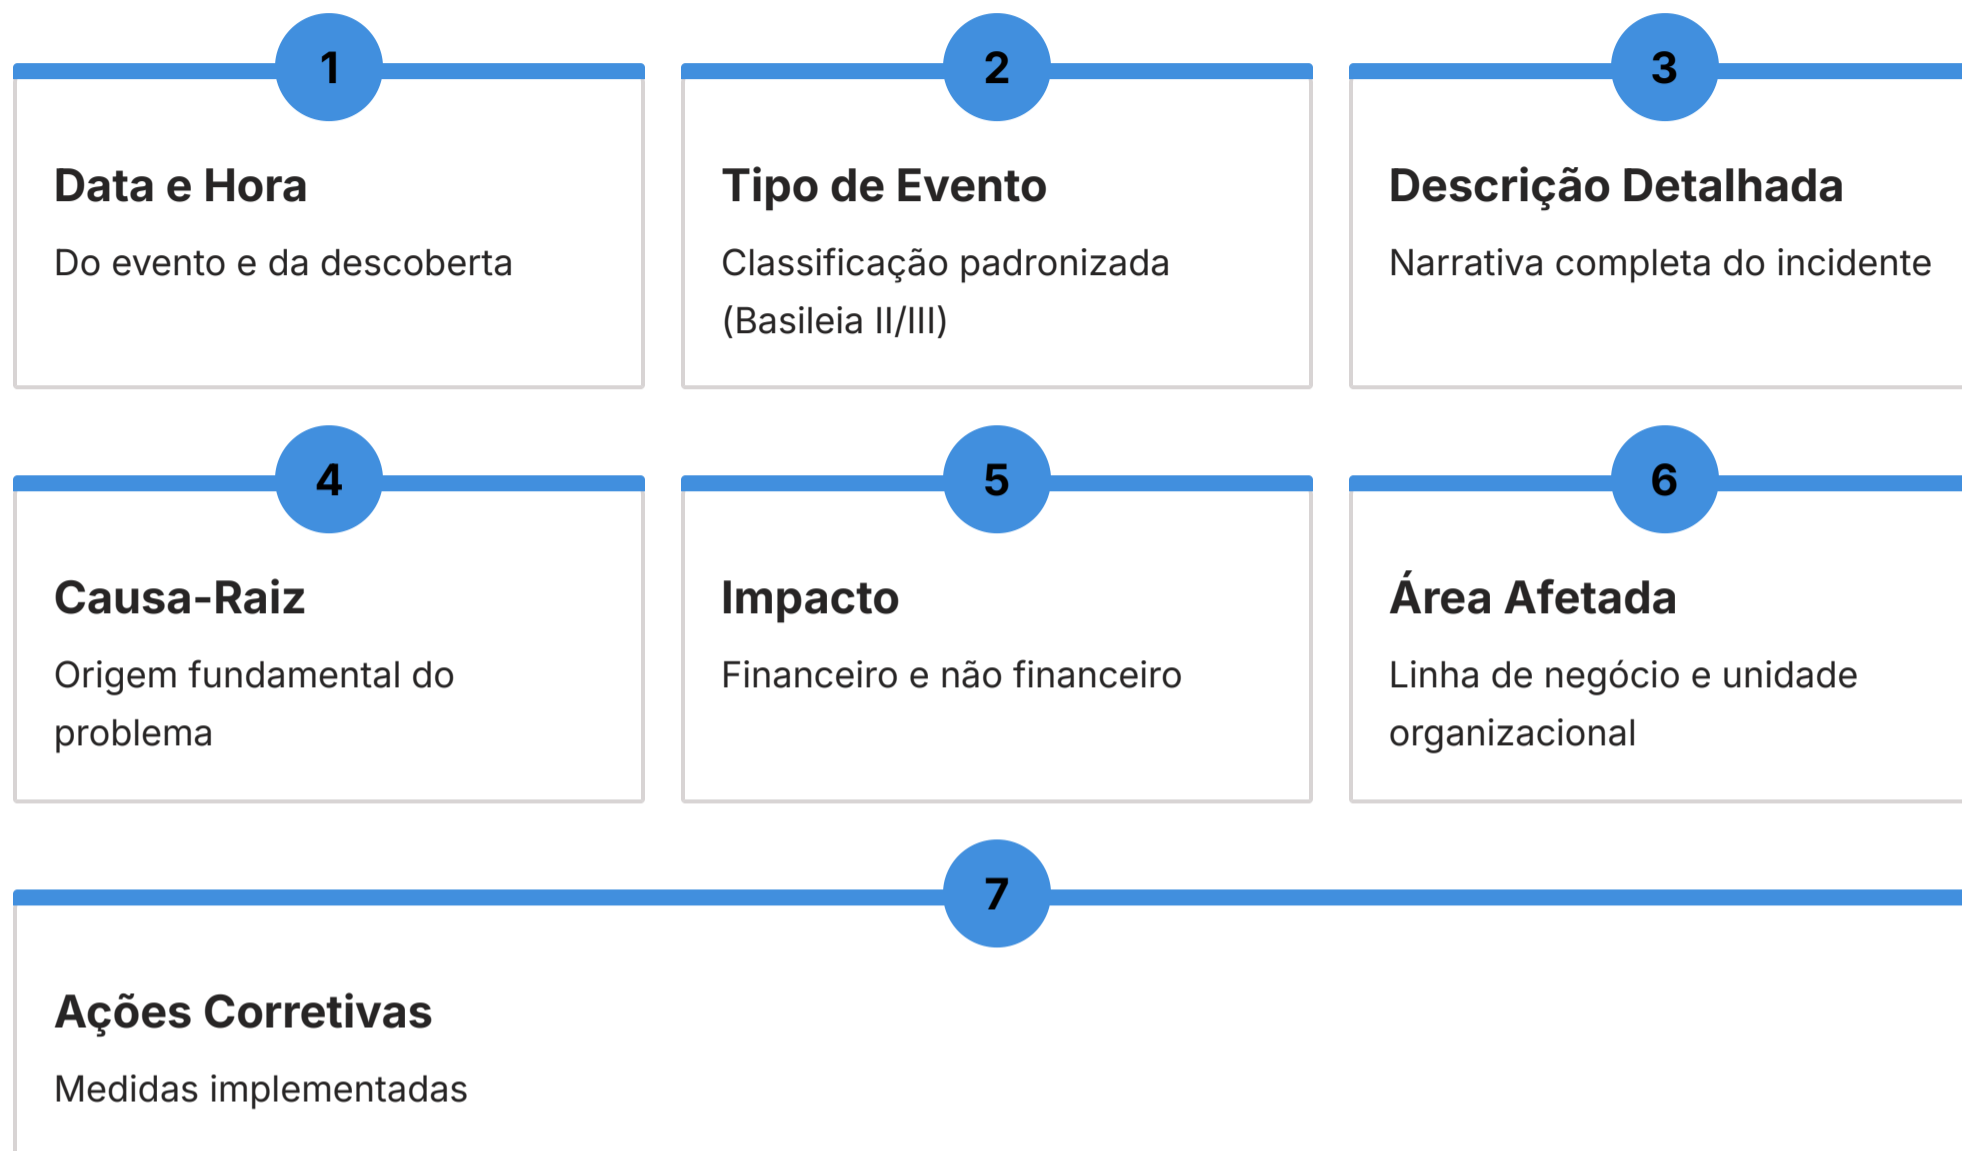 1
Data e Hora
Do evento e da descoberta
2
Tipo de Evento
Classificação padronizada
(Basileia II/III)
3
Descrição Detalhada
Narrativa completa do incidente
4
Causa-Raiz
Origem fundamental do
problema
5
Impacto
Financeiro e não financeiro
6
Área Afetada
Linha de negócio e unidade
organizacional
7
Ações Corretivas
Medidas implementadas